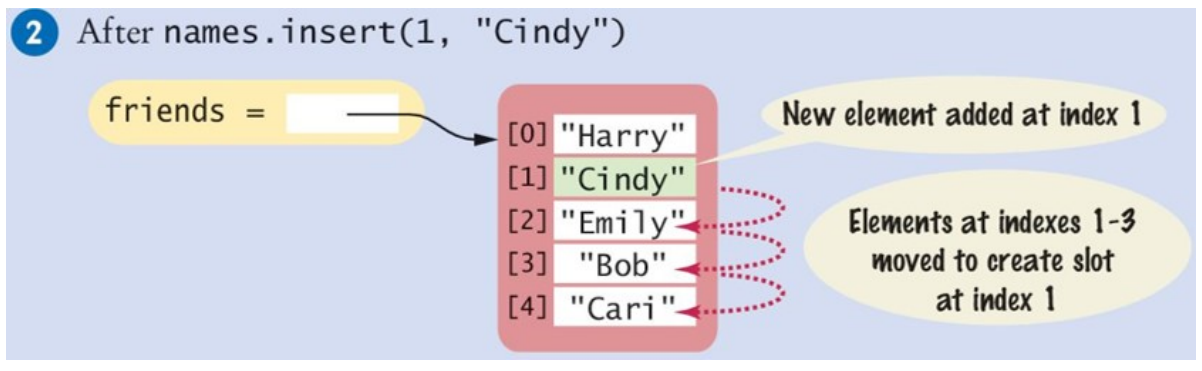 2 After names.insert(1, "Cindy")
friends =
[0] "Harry"
[1] "Cindy"
[2] "Emily"
[3] "Bob"
[4] "Cari"
New element added at index 1
Elements at indexes 1-3
moved to create slot
at index 1